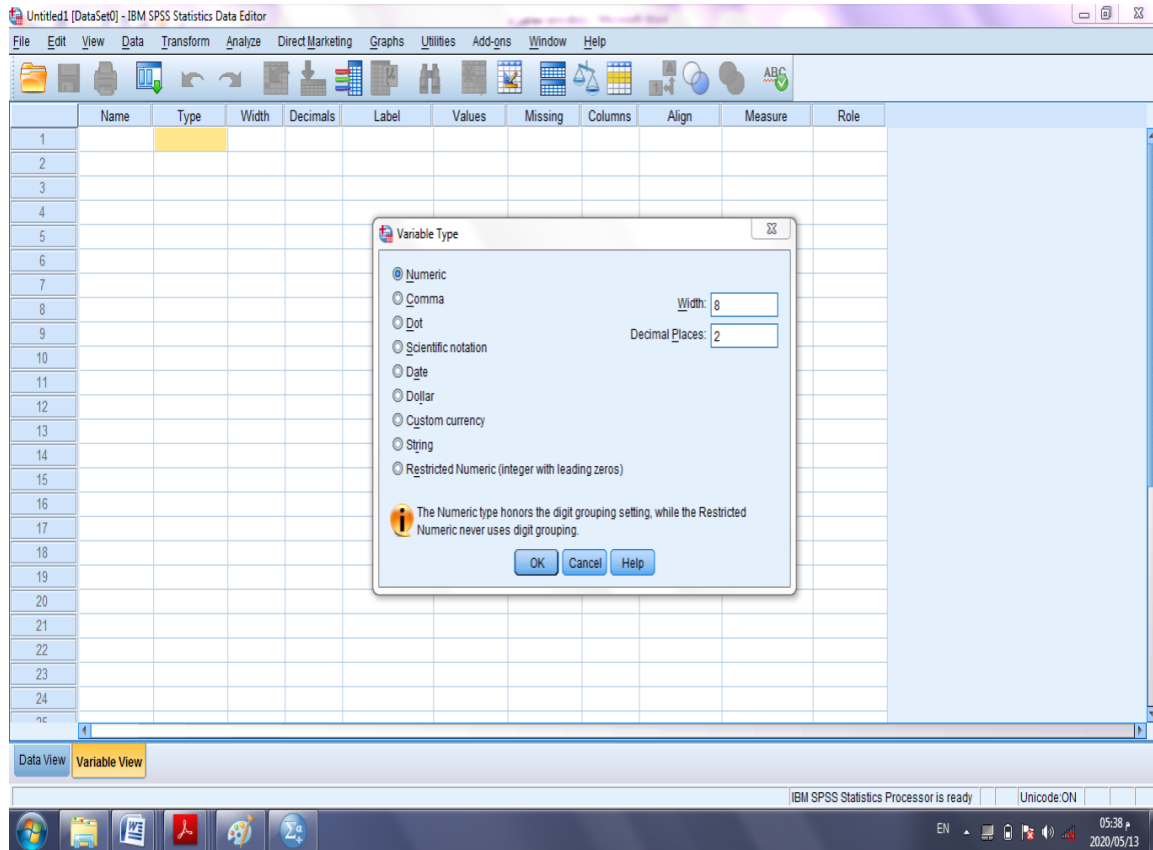 Untitled1 [DataSet0] - IBM SPSS Statistics Data Editor
File Edit View Data Transform Analyze Direct Marketing Graphs Utilities Add-ons Window Help
Name Type Width Decimals Label Values Missing Columns Align Measure Role
1
2
3
4
5
6
7
8
9
10
11
12
13
14
15
16
17
18
19
20
21
22
23
24
25
Variable Type
Numeric
Comma
Dot
Scientific notation
Date
Dollar
Custom currency
String
Restricted Numeric (integer with leading zeros)
Width: 8
Decimal Places: 2
The Numeric type honors the digit grouping setting, while the Restricted
Numeric never uses digit grouping.
OK Cancel Help
Data View Variable View
IBM SPSS Statistics Processor is ready Unicode:ON
EN 05:38 م
2020/05/13